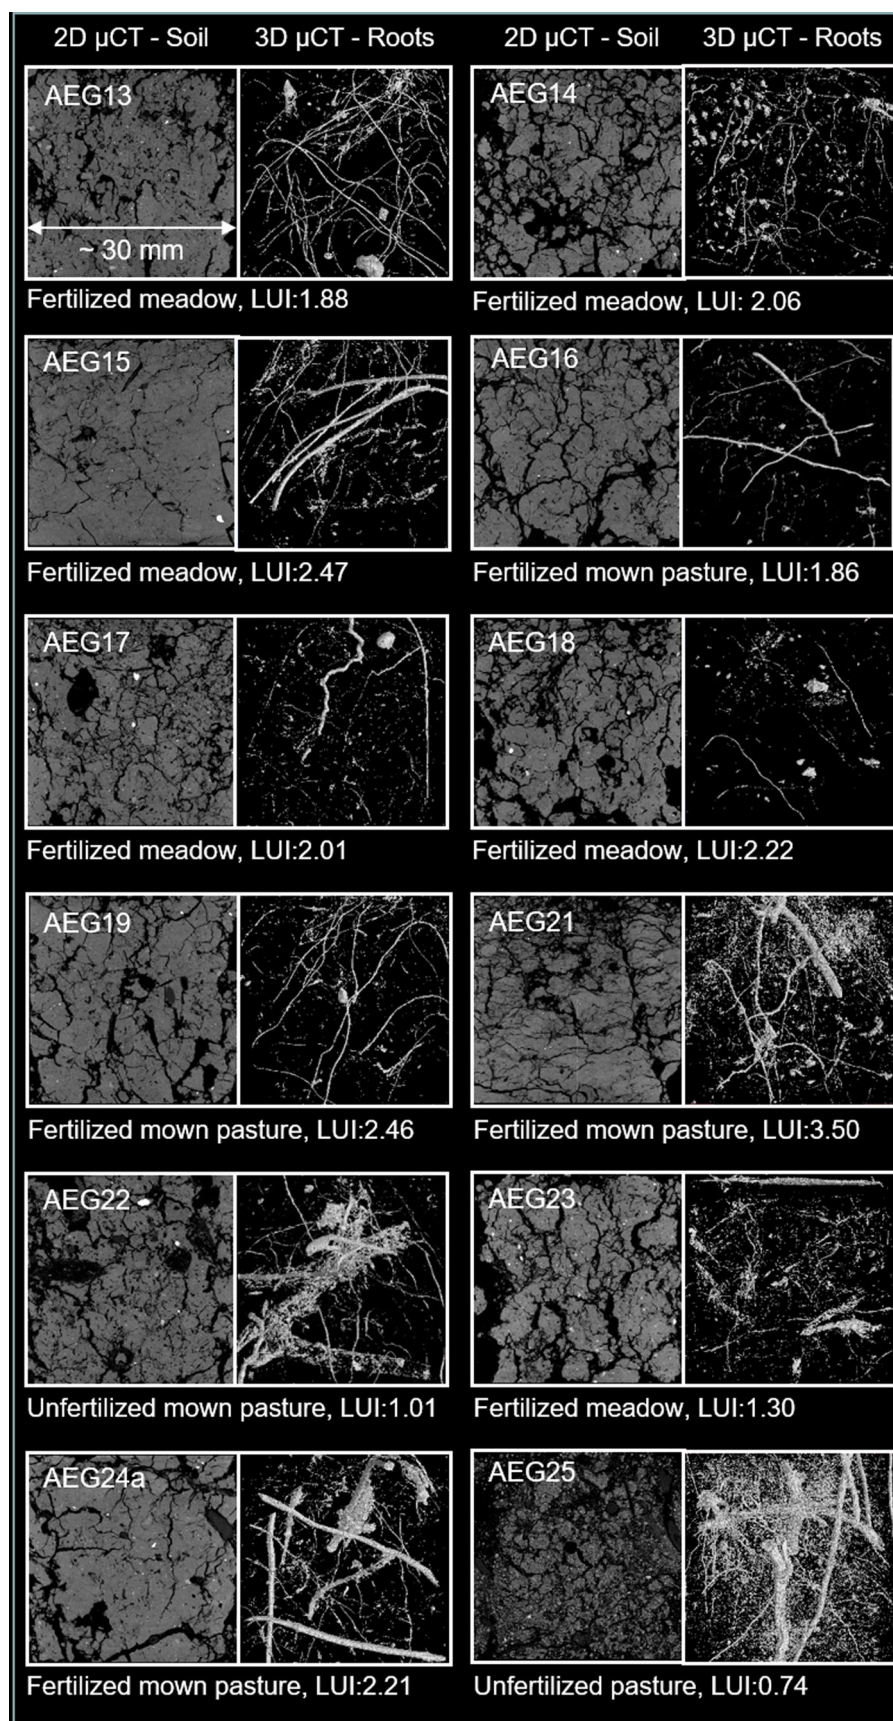 2D µCT - Soil 3D µCT - Roots 2D µCT - Soil 3D µCT - Roots
AEG13 AEG14
~ 30 mm
Fertilized meadow, LUI:1.88 Fertilized meadow, LUI: 2.06
AEG15 AEG16
Fertilized meadow, LUI:2.47 Fertilized mown pasture, LUI:1.86
AEG17 AEG18
Fertilized meadow, LUI:2.01 Fertilized meadow, LUI:2.22
AEG19 AEG21
Fertilized mown pasture, LUI:2.46 Fertilized mown pasture, LUI:3.50
AEG22 AEG23
Unfertilized mown pasture, LUI:1.01 Fertilized meadow, LUI:1.30
AEG24a AEG25
Fertilized mown pasture, LUI:2.21 Unfertilized pasture, LUI:0.74